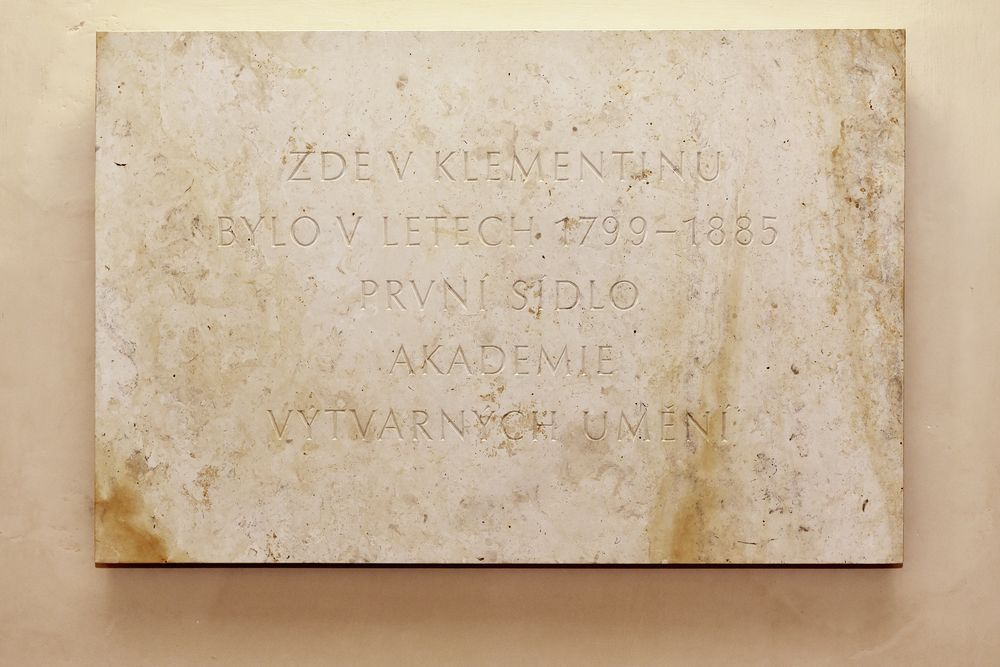 ZDE V KLEMENTINU
BYLO V LETECH 1799–1885
PRVNÍ SÍDLO
AKADEMIE
VÝTVARNÝCH UMĚNÍ